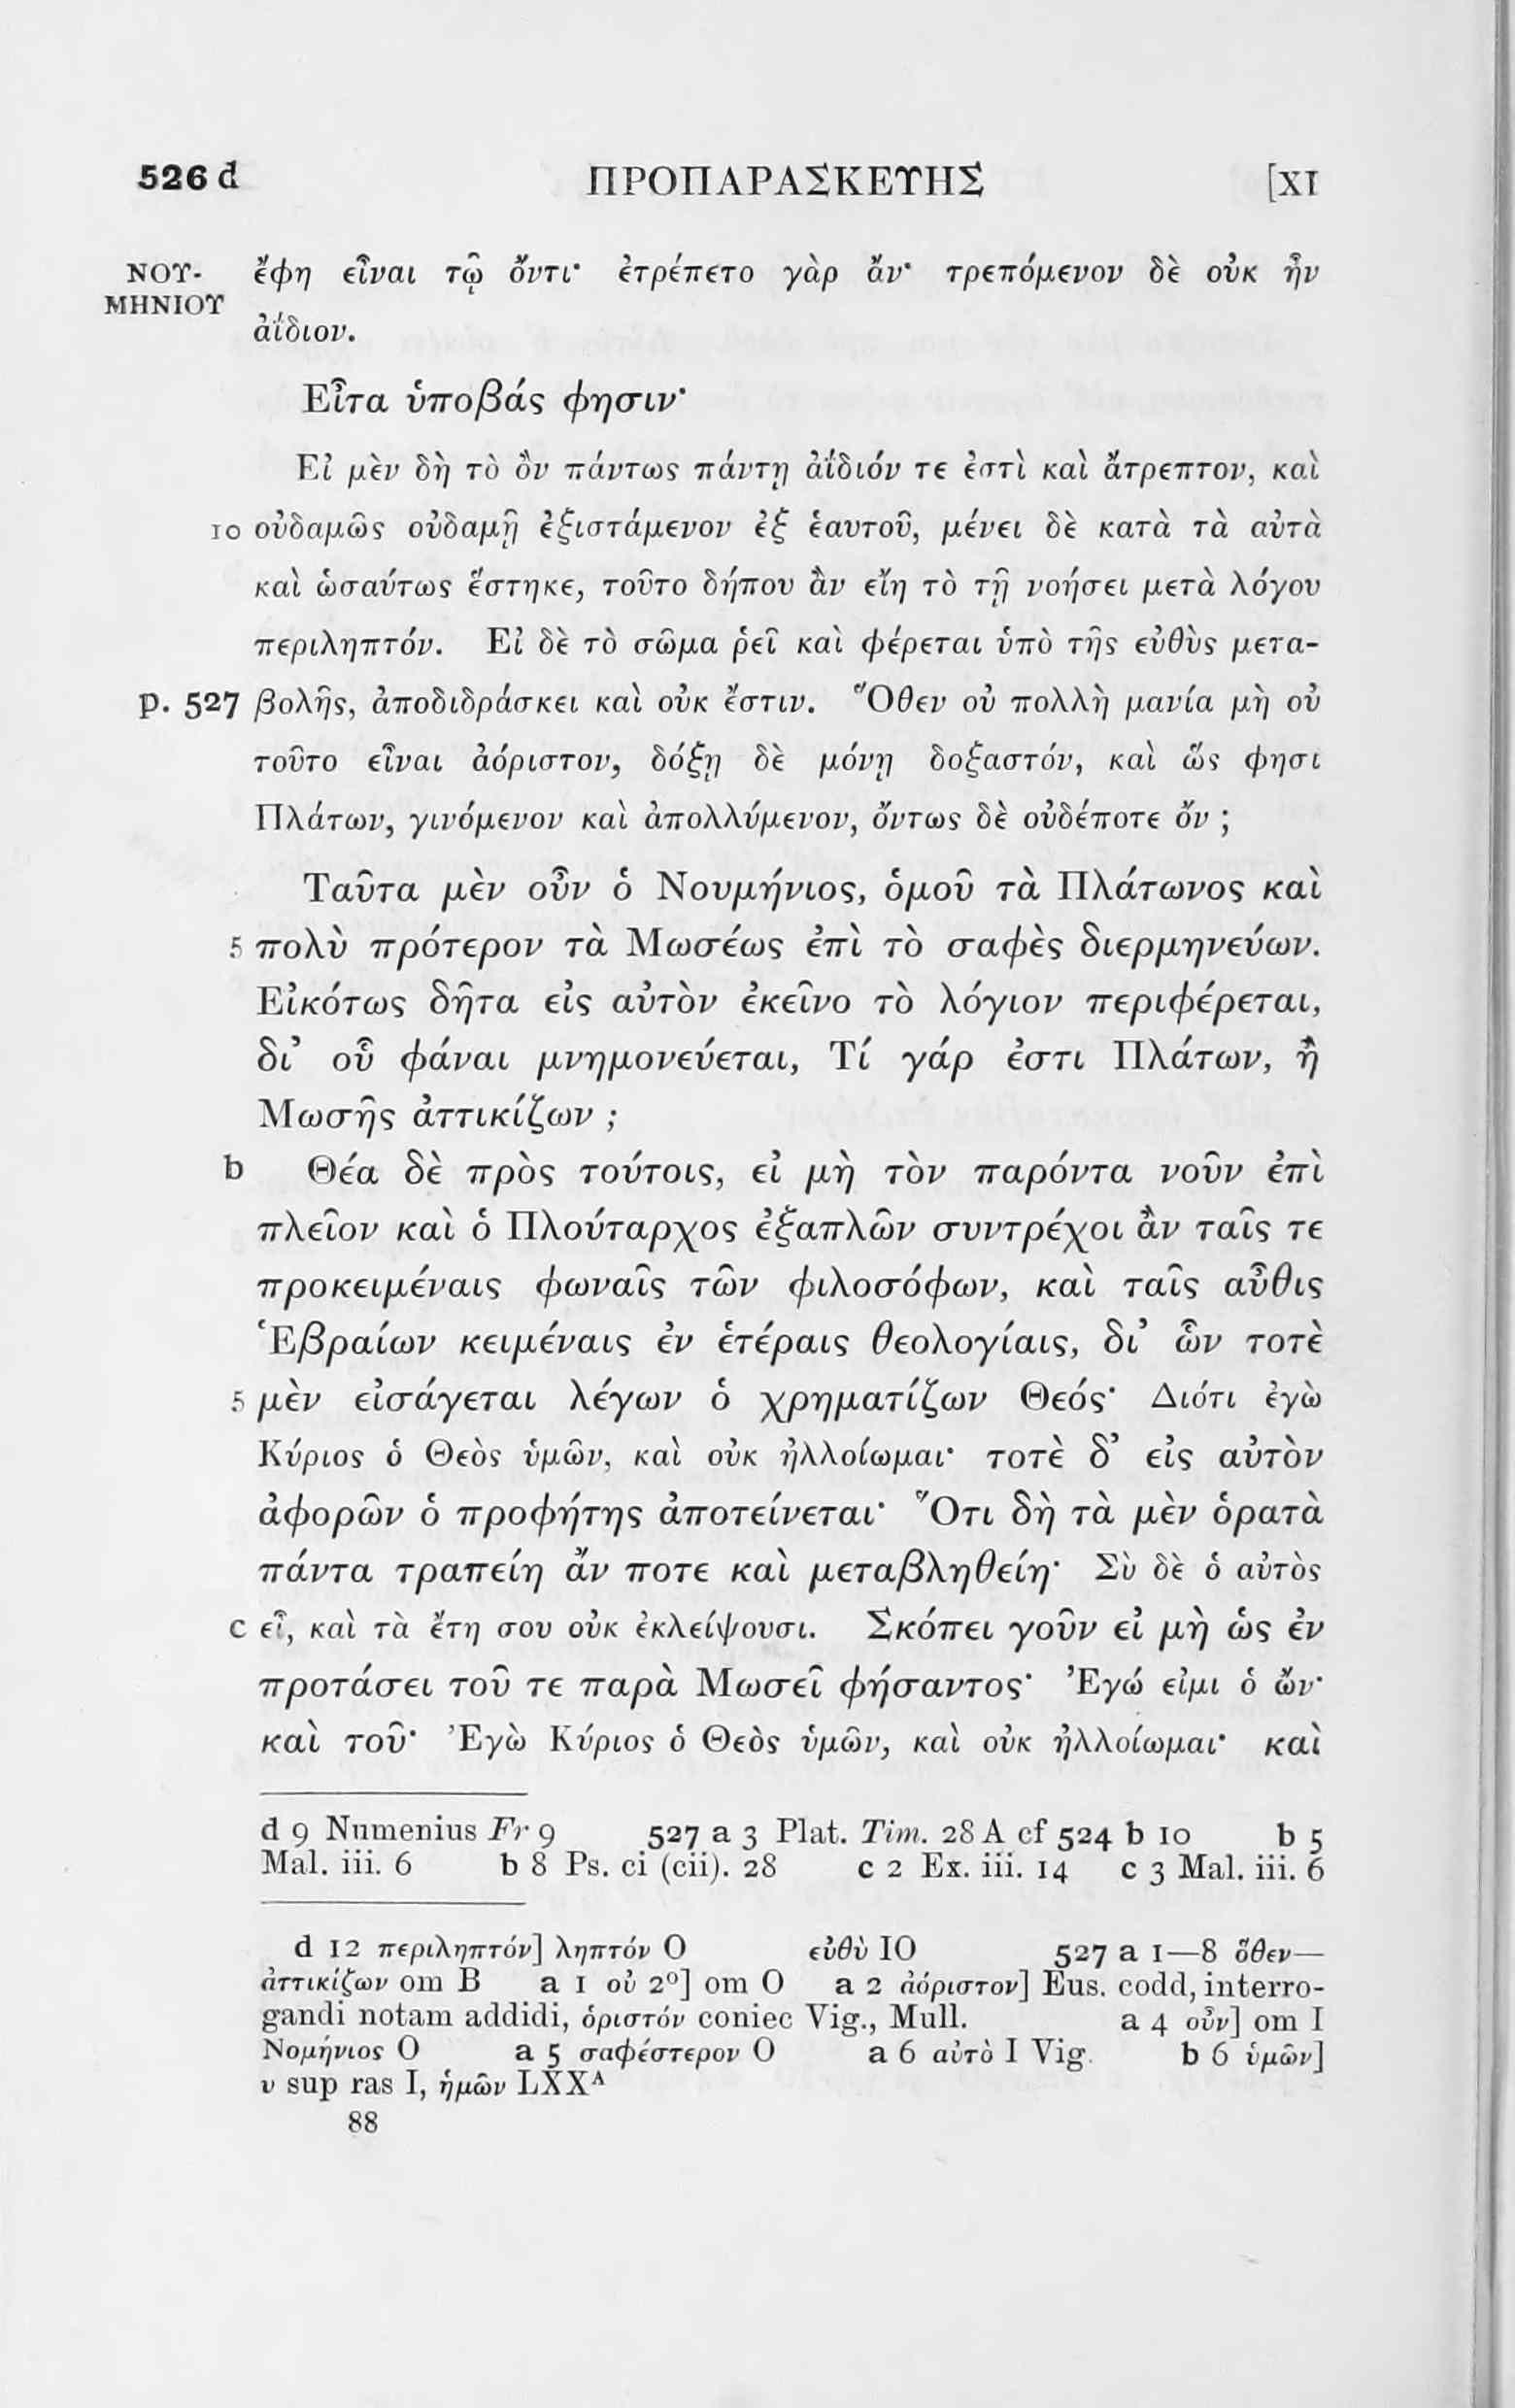 526 d ΠΡΟΠΑΡΑΣΚΕΥΗΣ [XI
ΝΟΥ- ἔφη εἶναι τῷ ὄντι· ἐτρέπετο γὰρ ἄν· τρεπόμενον δὲ οὐκ ἦν
ΜΗΝΙΟΥ
ἀΐδιον.
Εἶτα ὑποβάς φησιν·
Εἰ μὲν δὴ τὸ ὂν πάντως πάντῃ ἀΐδιόν τε ἐστὶ καὶ ἄτρεπτον, καὶ
10 οὐδαμῶς οὐδαμῇ ἐξιστάμενον ἐξ ἑαυτοῦ, μένει δὲ κατὰ τὰ αὐτὰ
καὶ ὡσαύτως ἕστηκε, τοῦτο δήπου ἂν εἴη τὸ τῇ νοήσει μετὰ λόγου
περιληπτόν. Εἰ δὲ τὸ σῶμα ῥεῖ καὶ φέρεται ὑπὸ τῆς εὐθὺς μετα-
p. 527 βολῆς, ἀποδιδράσκει καὶ οὐκ ἔστιν. Ὅθεν οὐ πολλὴ μανία μὴ οὐ
τοῦτο εἶναι ἀόριστον, δόξῃ δὲ μόνῃ δοξαστόν, καὶ ὥς φησι
Πλάτων, γινόμενον καὶ ἀπολλύμενον, ὄντως δὲ οὐδέποτε ὄν ;
Ταῦτα μὲν οὖν ὁ Νουμήνιος, ὁμοῦ τὰ Πλάτωνος καὶ
5 πολὺ πρότερον τὰ Μωσέως ἐπὶ τὸ σαφὲς διερμηνεύων.
Εἰκότως δῆτα εἰς αὐτὸν ἐκεῖνο τὸ λόγιον περιφέρεται,
δι᾽ οὗ φάναι μνημονεύεται, Τί γάρ ἐστι Πλάτων, ἢ
Μωσῆς ἀττικίζων ;
b Θέα δὲ πρὸς τούτοις, εἰ μὴ τὸν παρόντα νοῦν ἐπὶ
πλεῖον καὶ ὁ Πλούταρχος ἐξαπλῶν συντρέχοι ἂν ταῖς τε
προκειμέναις φωναῖς τῶν φιλοσόφων, καὶ ταῖς αὖθις
Ἑβραίων κειμέναις ἐν ἑτέραις θεολογίαις, δι᾽ ὧν τοτὲ
5 μὲν εἰσάγεται λέγων ὁ χρηματίζων Θεός· Διότι ἐγὼ
Κύριος ὁ Θεὸς ὑμῶν, καὶ οὐκ ἠλλοίωμαι· τοτὲ δ᾽ εἰς αὐτὸν
ἀφορῶν ὁ προφήτης ἀποτείνεται· Ὅτι δὴ τὰ μὲν ὁρατὰ
πάντα τραπείη ἄν ποτε καὶ μεταβληθείη· Σὺ δὲ ὁ αὐτὸς
c εἶ, καὶ τὰ ἔτη σου οὐκ ἐκλείψουσι. Σκόπει γοῦν εἰ μὴ ὡς ἐν
προτάσει τοῦ τε παρὰ Μωσεῖ φήσαντος· Ἐγώ εἰμι ὁ ὤν·
καὶ τοῦ· Ἐγὼ Κύριος ὁ Θεὸς ὑμῶν, καὶ οὐκ ἠλλοίωμαι· καὶ
d 9 Numenius Fr 9 527 a 3 Plat. Tim. 28 A cf 524 b 10 b 5
Mal. iii. 6 b 8 Ps. ci (cii). 28 c 2 Ex. iii. 14 c 3 Mal. iii. 6
d 12 περιληπτόν] ληπτόν O εὐθὺ IO 527 a 1—8 ὅθεν—
ἀττικίζων om B a 1 οὐ 2⁰] om O a 2 ἀόριστον] Eus. codd, interro-
gandi notam addidi, ὁριστόν coniec Vig., Mull. a 4 οὖν] om I
Νομήνιος O a 5 σαφέστερον O a 6 αὐτὸ I Vig. b 6 ὑμῶν]
υ sup ras I, ἡμῶν LXXᴬ
88